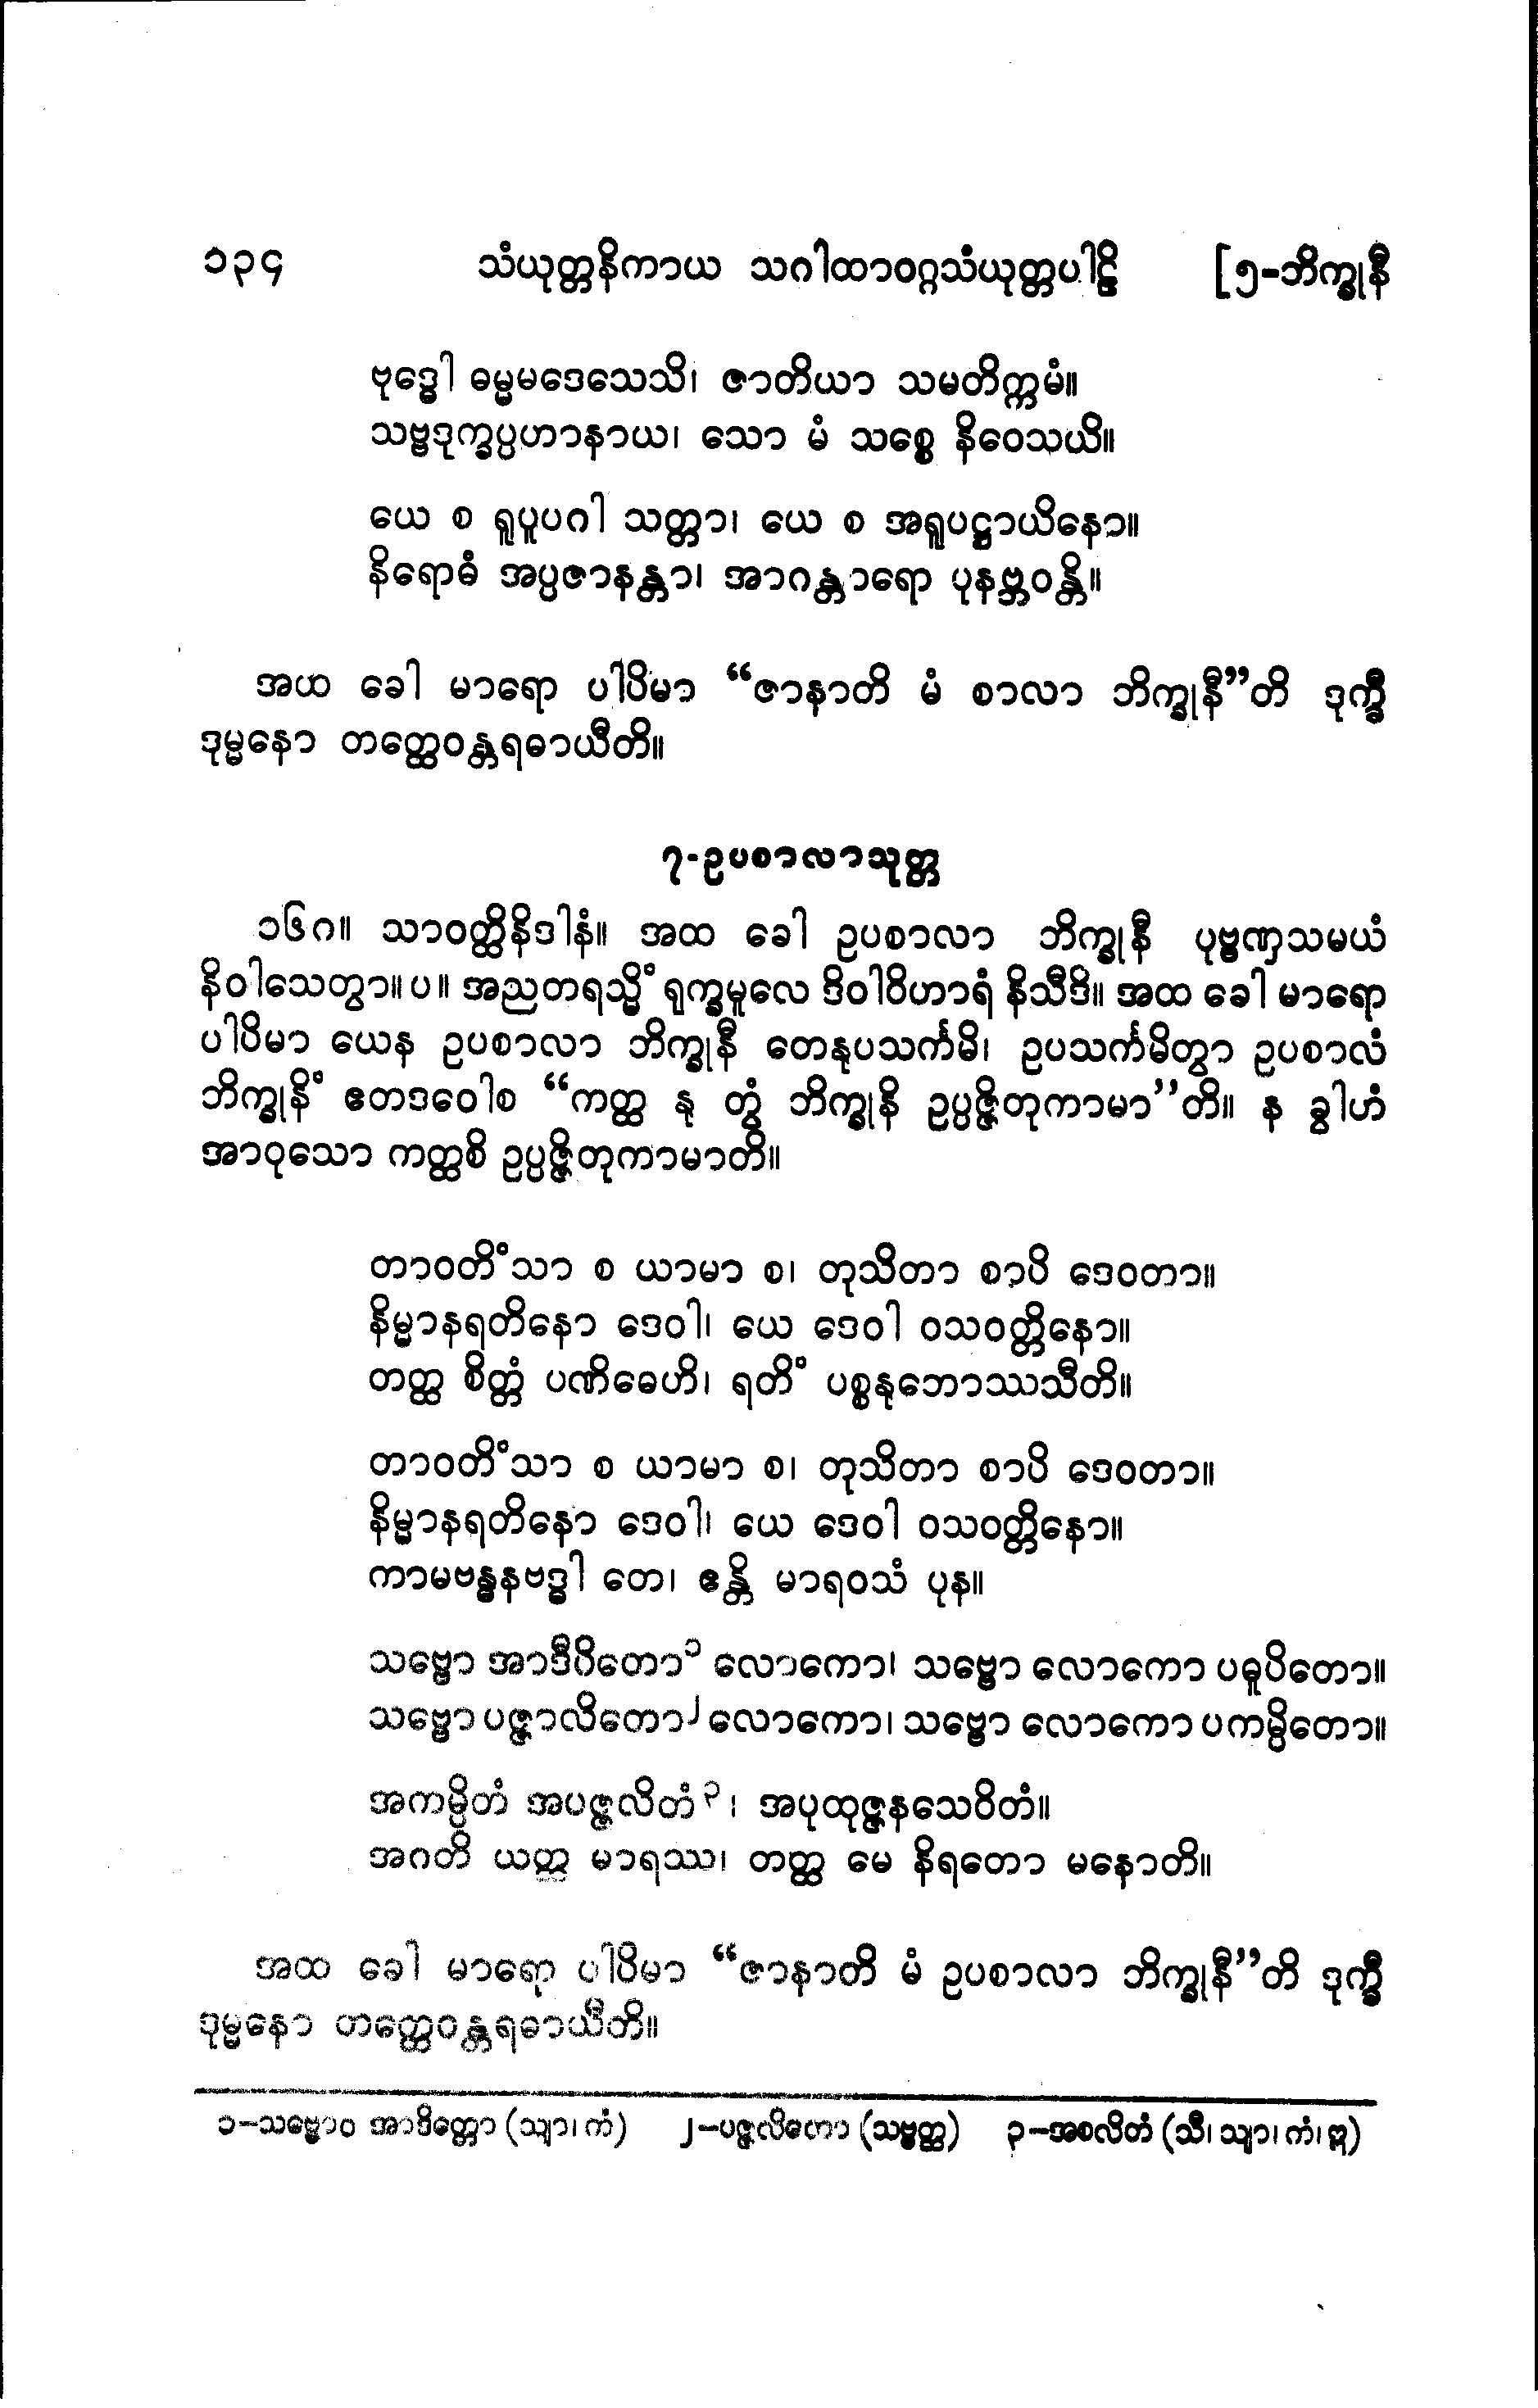 ၁၃၄ သံယုတ္တနိကာယ သဂါထာဝဂ္ဂသံယုတ္တပါဠိ [၅-ဘိက္ခုနီ
ဗုဒ္ဓေါ ဓမ္မမဒေသေသိ၊ ဇာတိယာ သမတိက္ကမံ။
သဗ္ဗဒုက္ခပ္ပဟာနာယ၊ သော မံ သစ္စေ နိဝေသယိ။
ယေ စ ရူပူပဂါ သတ္တာ၊ ယေ စ အရူပဋ္ဌာယိနော။
နိရောဓံ အပ္ပဇာနန္တာ၊ အာဂန္တာရော ပုနဗ္ဘဝန္တိ။
အထ ခေါ မာရော ပါပိမာ “ဇာနာတိ မံ စာလာ ဘိက္ခုနီ”တိ ဒုက္ခီ
ဒုမ္မနော တတ္ထေဝန္တရဓာယီတိ။
၇-ဥပစာလာသုတ္တ
၁၆၈။ သာဝတ္ထိနိဒါနံ။ အထ ခေါ ဥပစာလာ ဘိက္ခုနီ ပုဗ္ဗဏှသမယံ
နိဝါသေတွာ။ပ။ အညတရသ္မိံ ရုက္ခမူလေ ဒိဝါဝိဟာရံ နိသီဒိ။ အထ ခေါ မာရော
ပါပိမာ ယေန ဥပစာလာ ဘိက္ခုနီ တေနုပသင်္ကမိ၊ ဥပသင်္ကမိတွာ ဥပစာလံ
ဘိက္ခုနိံ ဧတဒဝေါစ “ကတ္ထ နု တွံ ဘိက္ခုနိ ဥပ္ပဇ္ဇိတုကာမာ”တိ။ န ခွါဟံ
အာဝုသော ကတ္ထစိ ဥပ္ပဇ္ဇိတုကာမာတိ။
တာဝတိံသာ စ ယာမာ စ၊ တုသိတာ စာပိ ဒေဝတာ။
နိမ္မာနရတိနော ဒေဝါ၊ ယေ ဒေဝါ ဝသဝတ္တိနော။
တတ္ထ စိတ္တံ ပဏိဓေဟိ၊ ရတိံ ပစ္စနုဘောဿသီတိ။
တာဝတိံသာ စ ယာမာ စ၊ တုသိတာ စာပိ ဒေဝတာ။
နိမ္မာနရတိနော ဒေဝါ၊ ယေ ဒေဝါ ဝသဝတ္တိနော။
ကာမဗန္ဓနဗဒ္ဓါ တေ၊ ဧန္တိ မာရဝသံ ပုန။
သဗ္ဗော အာဒီပိတော၁ လောကော၊ သဗ္ဗော လောကော ပဓူပိတော။
သဗ္ဗော ပဇ္ဇာလိတော၂ လောကော၊ သဗ္ဗော လောကော ပကမ္ပိတော။
အကမ္ပိတံ အပဇ္ဇလိတံ၃၊ အပုထုဇ္ဇနသေဝိတံ။
အဂတိ ယတ္ထ မာရဿ၊ တတ္ထ မေ နိရတော မနောတိ။
အထ ခေါ မာရော ပါပိမာ “ဇာနာတိ မံ ဥပစာလာ ဘိက္ခုနီ”တိ ဒုက္ခီ
ဒုမ္မနော တတ္ထေဝန္တရဓာယီတိ။
၁-သဗ္ဗောဝ အာဒိတ္တော (သျာ၊ ကံ) ၂-ပဇ္ဇလိတော (သဗ္ဗတ္ထ) ၃-အစလိတံ (သီ၊ သျာ၊ ကံ၊ ဣ)